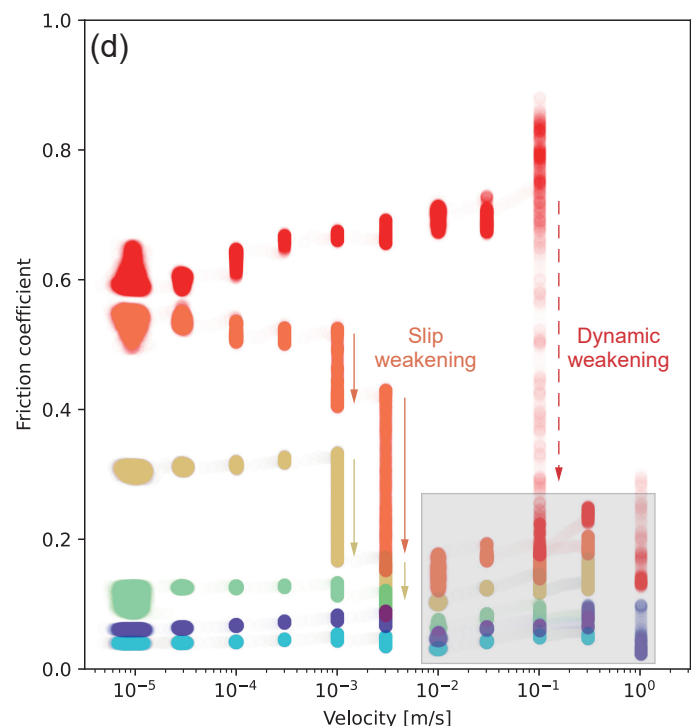 (d)
1.0
0.8
0.6
0.4
0.2
0.0
Friction coefficient
Slip
weakening
Dynamic
weakening
10⁻⁵
10⁻⁴
10⁻³
10⁻²
10⁻¹
10⁰
Velocity [m/s]